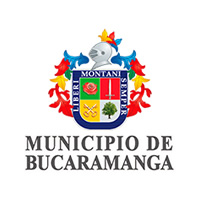 MONTANI
SEMPER
LIBERI
MUNICIPIO DE
BUCARAMANGA